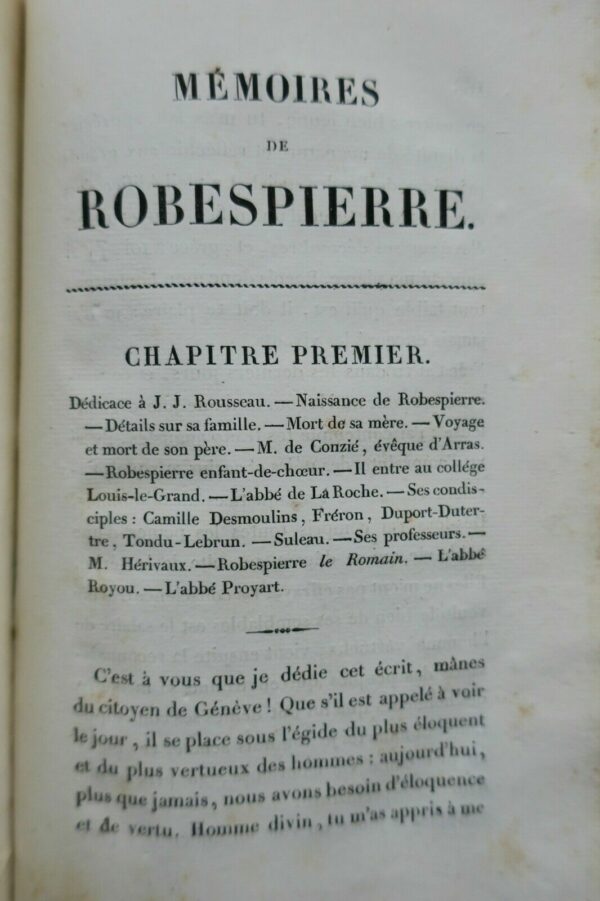 MÉMOIRES
DE
ROBESPIERRE.
CHAPITRE PREMIER.
Dédicace à J. J. Rousseau. — Naissance de Robespierre.
— Détails sur sa famille. — Mort de sa mère. — Voyage
et mort de son père. — M. de Conzié, évêque d'Arras.
— Robespierre enfant-de-chœur. — Il entre au collége
Louis-le-Grand. — L'abbé de La Roche. — Ses condis-
ciples : Camille Desmoulins, Fréron, Duport-Duter-
tre, Tondu-Lebrun. — Suleau. — Ses professeurs. —
M. Hérivaux. — Robespierre le Romain. — L'abbé
Royou. — L'abbé Proyart.
C'est à vous que je dédie cet écrit, mânes
du citoyen de Génève ! Que s'il est appelé à voir
le jour, il se place sous l'égide du plus éloquent
et du plus vertueux des hommes : aujourd'hui,
plus que jamais, nous avons besoin d'éloquence
et de vertu. Homme divin, tu m'as appris à me